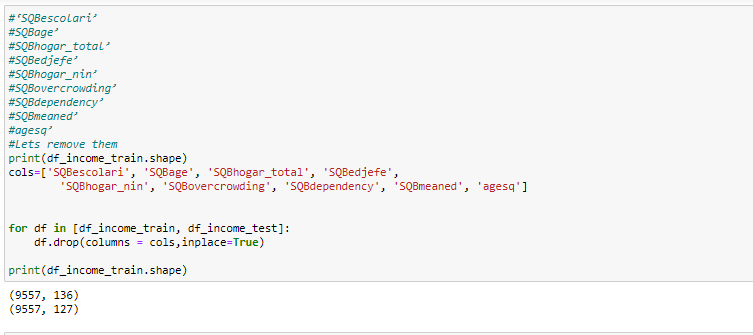 #‘SQBescolari’
#SQBage’
#SQBhogar_total’
#SQBedjefe’
#SQBhogar_nin’
#SQBovercrowding’
#SQBdependency’
#SQBmeaned’
#agesq’
#Lets remove them
print(df_income_train.shape)
cols=['SQBescolari', 'SQBage', 'SQBhogar_total', 'SQBedjefe',
        'SQBhogar_nin', 'SQBovercrowding', 'SQBdependency', 'SQBmeaned', 'agesq']
for df in [df_income_train, df_income_test]:
    df.drop(columns = cols,inplace=True)
print(df_income_train.shape)
(9557, 136)
(9557, 127)